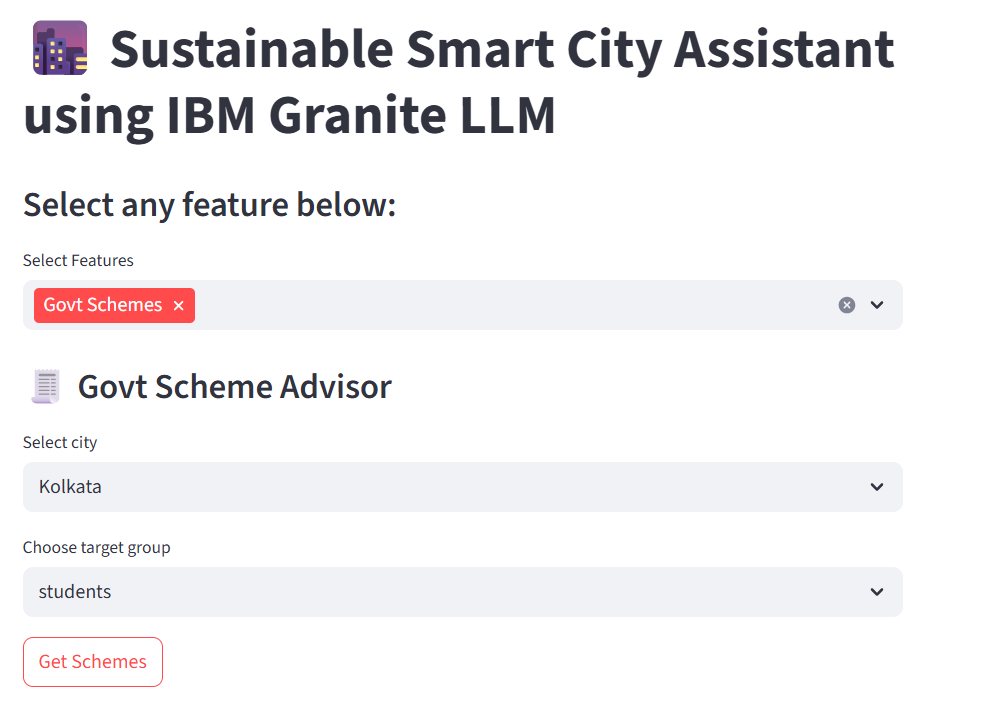 Sustainable Smart City Assistant
using IBM Granite LLM
Select any feature below:
Select Features
Govt Schemes ×
Govt Scheme Advisor
Select city
Kolkata
Choose target group
students
Get Schemes